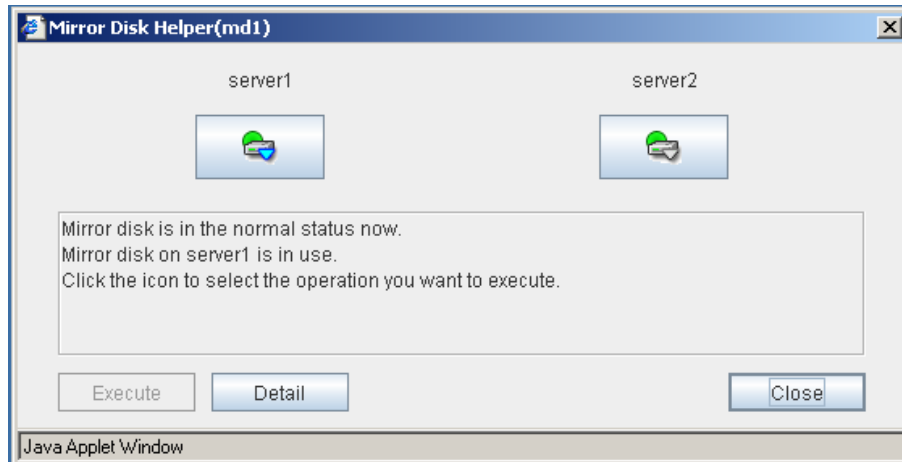 Mirror Disk Helper(md1)
server1 server2
Mirror disk is in the normal status now.
Mirror disk on server1 is in use.
Click the icon to select the operation you want to execute.
Execute Detail Close
Java Applet Window